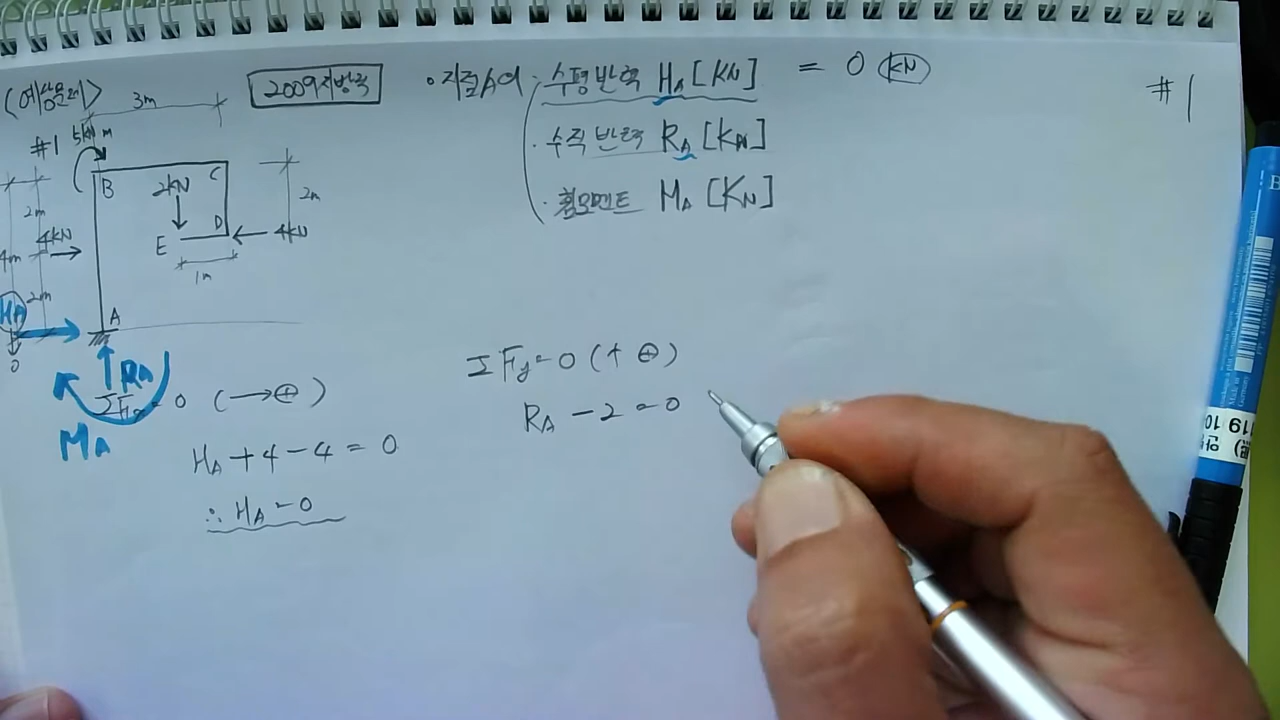 (예상문제)
3m
2009지방직
• 지점A의 · 수평반력 HA[KN] = 0 (KN)
· 수직반력 RA[KN]
· 휨모멘트 MA[KN]
#1
#1
5kN m
B
C
2kN
2m
2m
4kN
D
E
4kN
4m
1m
2m
HA
A
0
RA
MA
ΣFx=0 (→⊕)
HA+4-4=0
∴ HA=0
ΣFy=0 (↑⊕)
RA-2=0
B